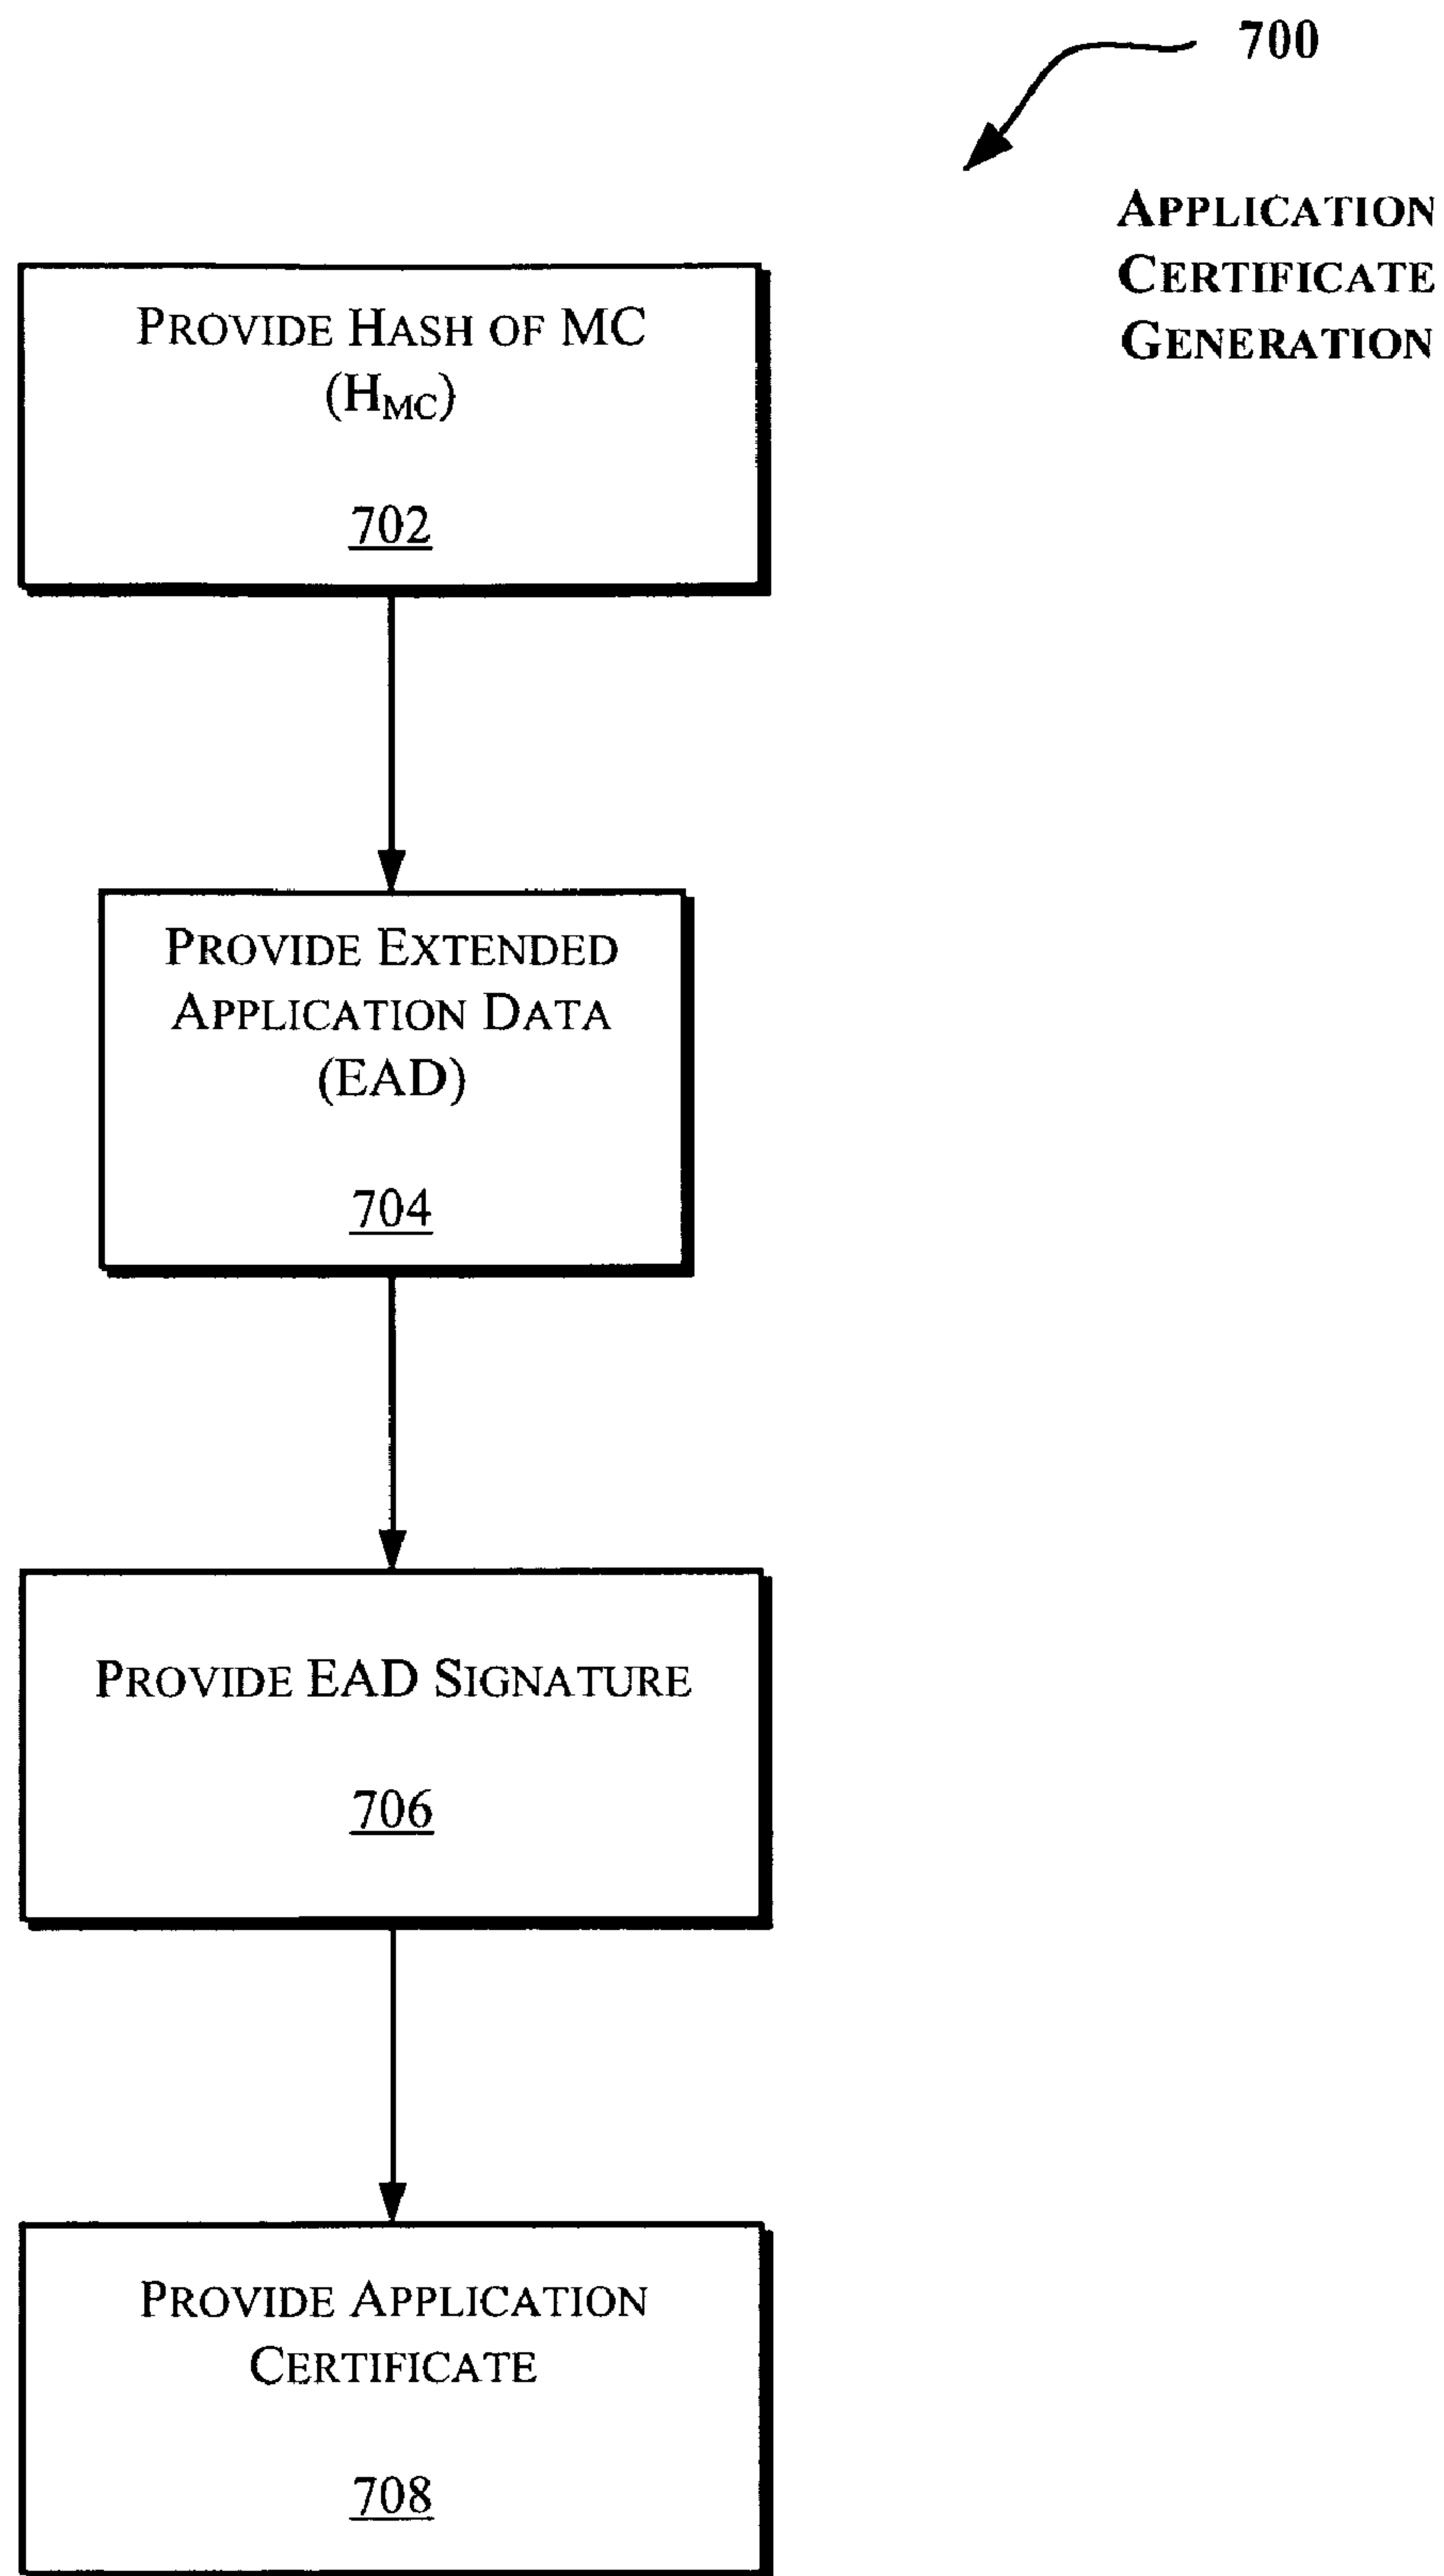 700
APPLICATION
CERTIFICATE
GENERATION
PROVIDE HASH OF MC
(HMC)
702
PROVIDE EXTENDED
APPLICATION DATA
(EAD)
704
PROVIDE EAD SIGNATURE
706
PROVIDE APPLICATION
CERTIFICATE
708